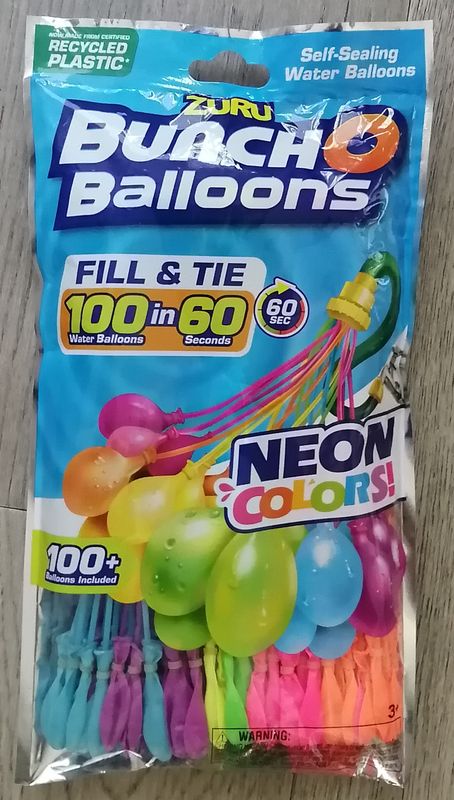 NOW MADE FROM CERTIFIED
RECYCLED
PLASTIC*
Self-Sealing
Water Balloons
ZURU
BUNCH O
Balloons
FILL & TIE
100 in 60
Water Balloons Seconds
60
SEC
NEON
COLORS!
100+
Balloons Included
3+
WARNING: